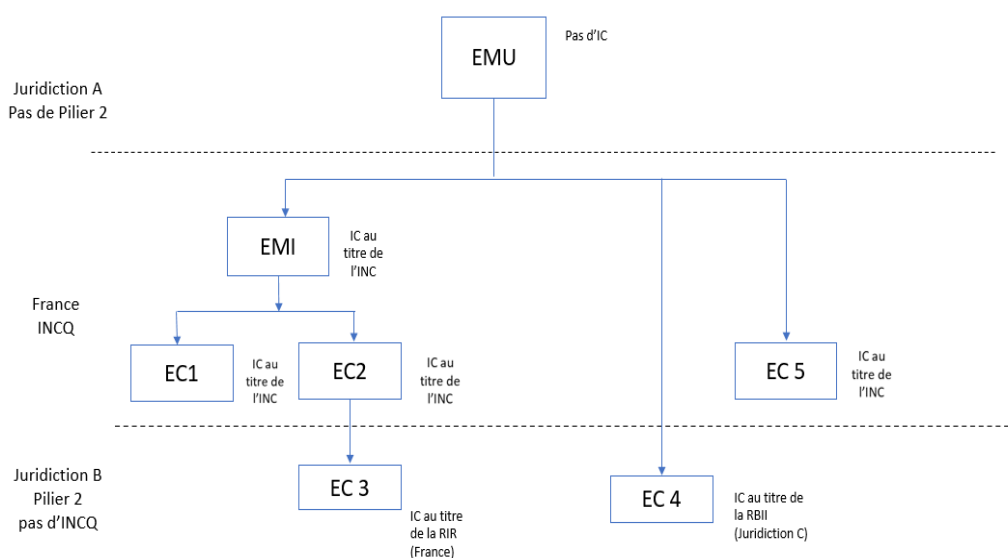 EMU
Pas d'IC
Juridiction A
Pas de Pilier 2
EMI
IC au
titre de
l'INC
France
INCQ
EC1
IC au
titre de
l'INC
EC2
IC au
titre de
l'INC
EC 5
IC au
titre de
l'INC
Juridiction B
Pilier 2
pas d'INCQ
EC 3
IC au titre
de la RIR
(France)
EC 4
IC au titre de
la RBII
(Juridiction C)